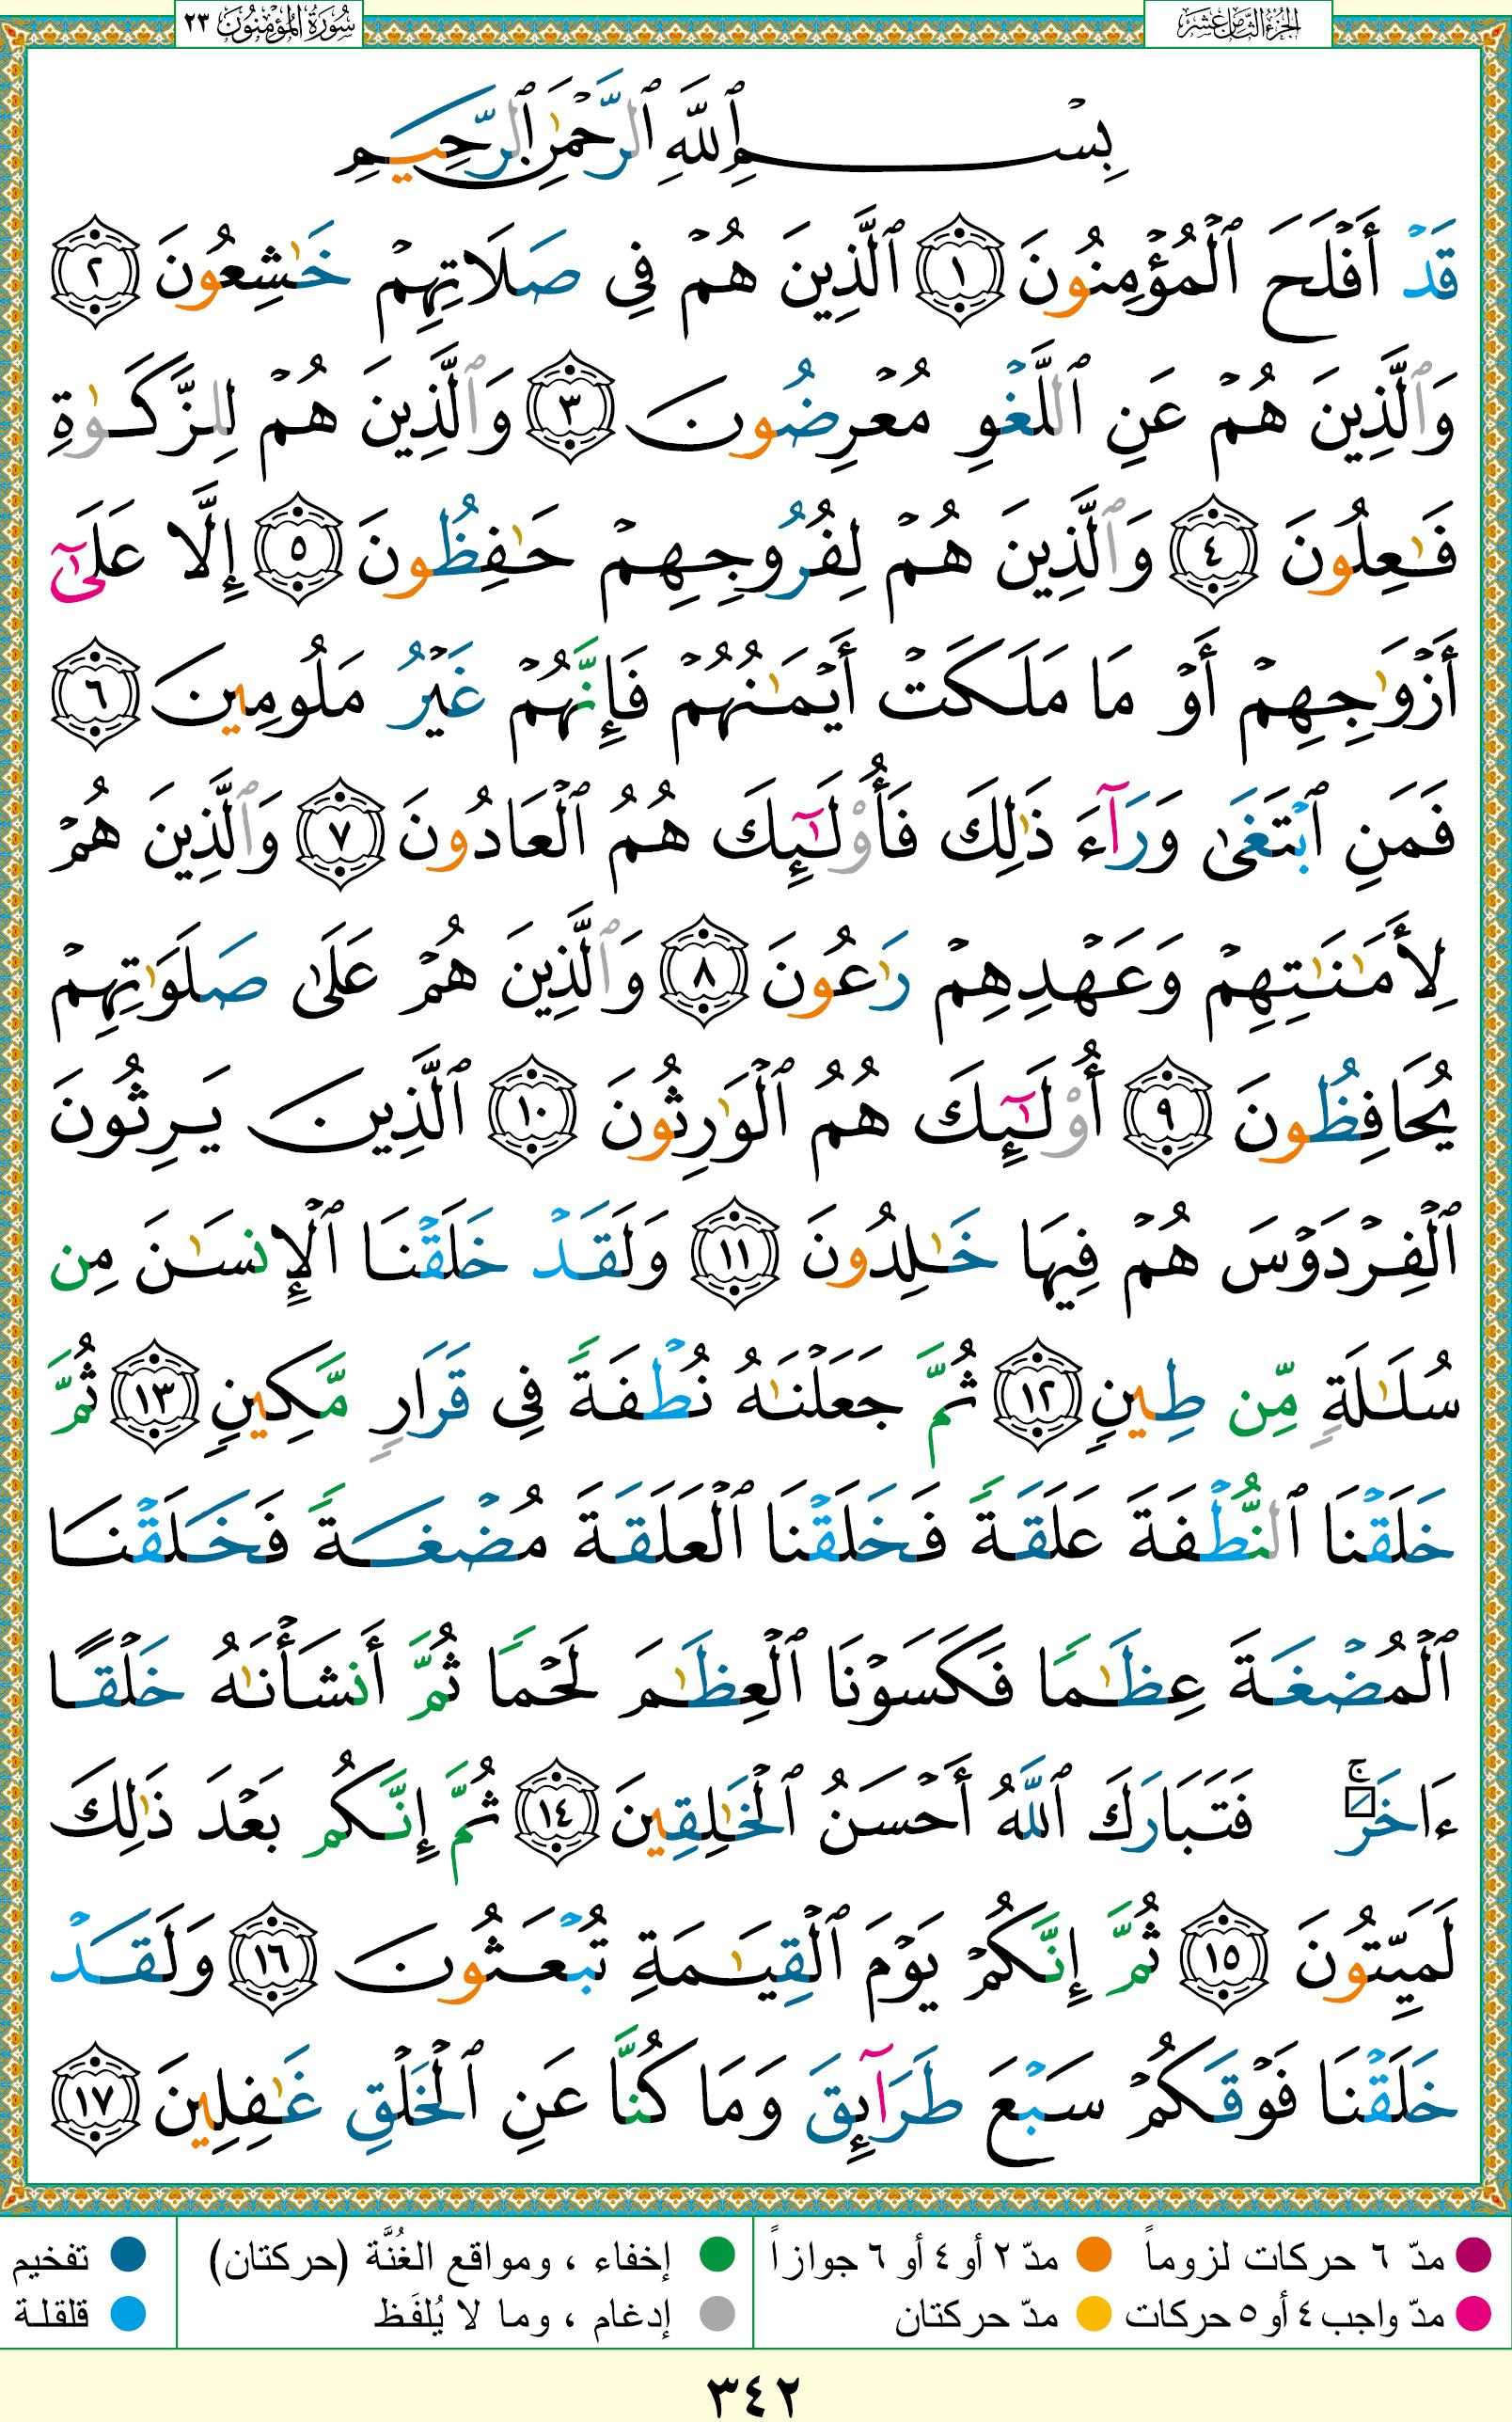 الجزء الثامن عشر
سورة المؤمنون ٢٣
بِسْمِ ٱللَّهِ ٱلرَّحْمَٰنِ ٱلرَّحِيمِ
قَدْ أَفْلَحَ ٱلْمُؤْمِنُونَ ١ ٱلَّذِينَ هُمْ فِى صَلَاتِهِمْ خَٰشِعُونَ ٢
وَٱلَّذِينَ هُمْ عَنِ ٱللَّغْوِ مُعْرِضُونَ ٣ وَٱلَّذِينَ هُمْ لِلزَّكَوٰةِ
فَٰعِلُونَ ٤ وَٱلَّذِينَ هُمْ لِفُرُوجِهِمْ حَٰفِظُونَ ٥ إِلَّا عَلَىٰٓ
أَزْوَٰجِهِمْ أَوْ مَا مَلَكَتْ أَيْمَٰنُهُمْ فَإِنَّهُمْ غَيْرُ مَلُومِينَ ٦
فَمَنِ ٱبْتَغَىٰ وَرَآءَ ذَٰلِكَ فَأُو۟لَٰٓئِكَ هُمُ ٱلْعَادُونَ ٧ وَٱلَّذِينَ هُمْ
لِأَمَٰنَٰتِهِمْ وَعَهْدِهِمْ رَٰعُونَ ٨ وَٱلَّذِينَ هُمْ عَلَىٰ صَلَوَٰتِهِمْ
يُحَافِظُونَ ٩ أُو۟لَٰٓئِكَ هُمُ ٱلْوَٰرِثُونَ ١٠ ٱلَّذِينَ يَرِثُونَ
ٱلْفِرْدَوْسَ هُمْ فِيهَا خَٰلِدُونَ ١١ وَلَقَدْ خَلَقْنَا ٱلْإِنسَٰنَ مِن
سُلَٰلَةٍ مِّن طِينٍ ١٢ ثُمَّ جَعَلْنَٰهُ نُطْفَةً فِى قَرَارٍ مَّكِينٍ ١٣ ثُمَّ
خَلَقْنَا ٱلنُّطْفَةَ عَلَقَةً فَخَلَقْنَا ٱلْعَلَقَةَ مُضْغَةً فَخَلَقْنَا
ٱلْمُضْغَةَ عِظَٰمًا فَكَسَوْنَا ٱلْعِظَٰمَ لَحْمًا ثُمَّ أَنشَأْنَٰهُ خَلْقًا
ءَاخَرَ ۚ فَتَبَارَكَ ٱللَّهُ أَحْسَنُ ٱلْخَٰلِقِينَ ١٤ ثُمَّ إِنَّكُم بَعْدَ ذَٰلِكَ
لَمَيِّتُونَ ١٥ ثُمَّ إِنَّكُمْ يَوْمَ ٱلْقِيَٰمَةِ تُبْعَثُونَ ١٦ وَلَقَدْ
خَلَقْنَا فَوْقَكُمْ سَبْعَ طَرَآئِقَ وَمَا كُنَّا عَنِ ٱلْخَلْقِ غَٰفِلِينَ ١٧
مدّ ٦ حركات لزوماً مدّ ٢ أو ٤ أو ٦ جوازاً إخفاء ، ومواقع الغُنَّة (حركتان) تفخيم
مدّ واجب ٤ أو ٥ حركات مدّ حركتان إدغام ، وما لا يُلفَظ قلقلة
٣٤٢